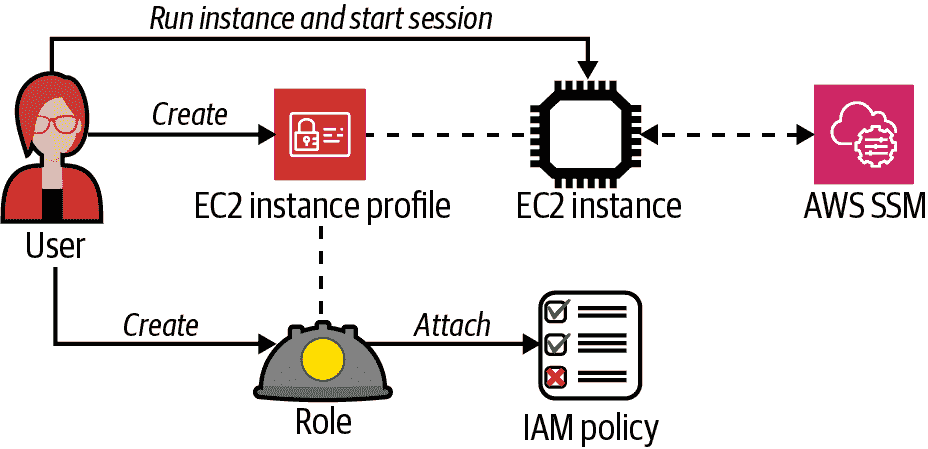 Run instance and start session
Create
EC2 instance profile
EC2 instance
AWS SSM
User
Create
Attach
Role
IAM policy